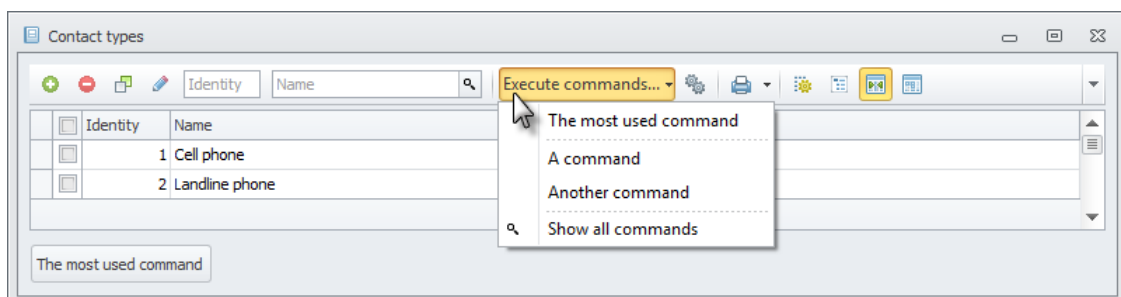 Contact types
Identity Name Execute commands...
The most used command
Identity Name
A command
1 Cell phone
Another command
2 Landline phone
Show all commands
The most used command